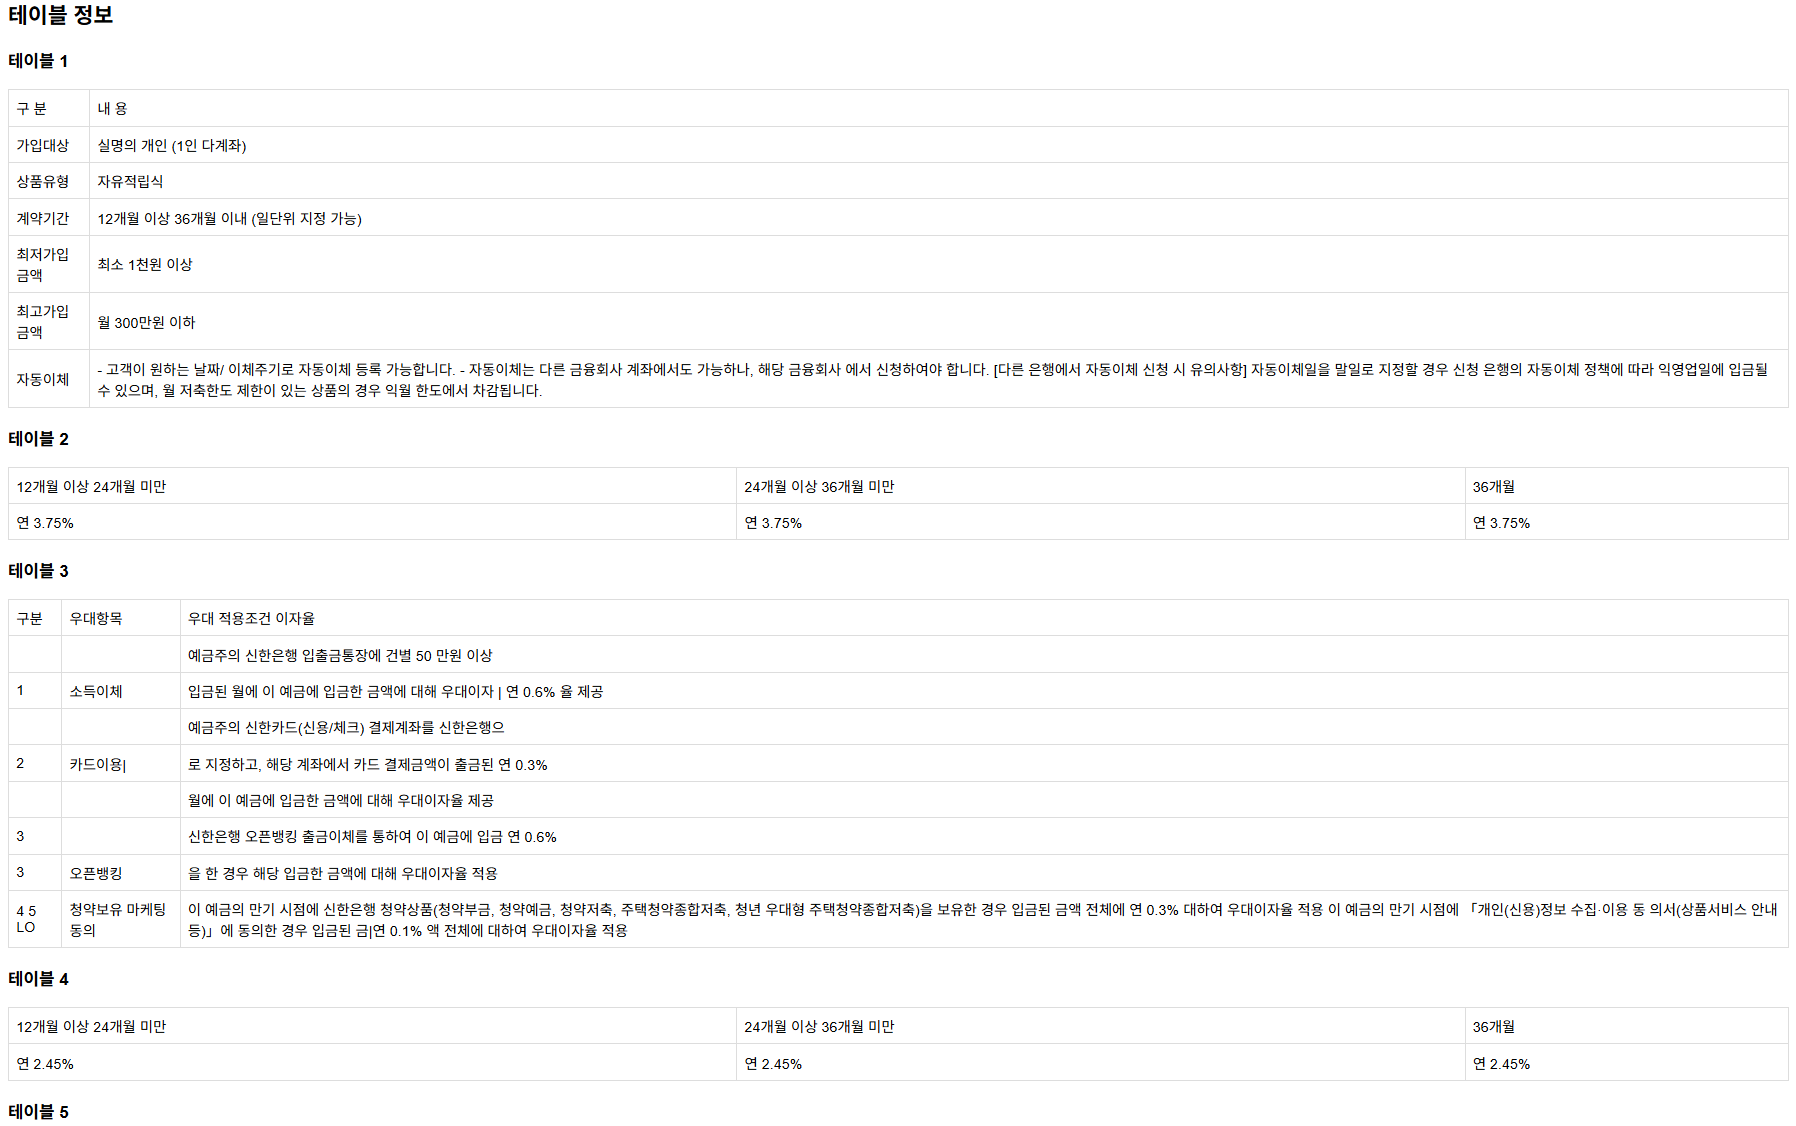 테이블 정보
테이블 1
구 분 내 용
가입대상 실명의 개인 (1인 다계좌)
상품유형 자유적립식
계약기간 12개월 이상 36개월 이내 (일단위 지정 가능)
최저가입
금액
최소 1천원 이상
최고가입
금액
월 300만원 이하
자동이체
- 고객이 원하는 날짜/ 이체주기로 자동이체 등록 가능합니다. - 자동이체는 다른 금융회사 계좌에서도 가능하나, 해당 금융회사 에서 신청하여야 합니다. [다른 은행에서 자동이체 신청 시 유의사항] 자동이체일을 말일로 지정할 경우 신청 은행의 자동이체 정책에 따라 익영업일에 입금될
수 있으며, 월 저축한도 제한이 있는 상품의 경우 익월 한도에서 차감됩니다.
테이블 2
12개월 이상 24개월 미만 24개월 이상 36개월 미만 36개월
연 3.75% 연 3.75% 연 3.75%
테이블 3
구분 우대항목 우대 적용조건 이자율
예금주의 신한은행 입출금통장에 건별 50 만원 이상
1 소득이체 입금된 월에 이 예금에 입금한 금액에 대해 우대이자 | 연 0.6% 율 제공
예금주의 신한카드(신용/체크) 결제계좌를 신한은행으
2 카드이용| 로 지정하고, 해당 계좌에서 카드 결제금액이 출금된 연 0.3%
월에 이 예금에 입금한 금액에 대해 우대이자율 제공
3 신한은행 오픈뱅킹 출금이체를 통하여 이 예금에 입금 연 0.6%
3 오픈뱅킹 을 한 경우 해당 입금한 금액에 대해 우대이자율 적용
4 5
LO
청약보유 마케팅
동의
이 예금의 만기 시점에 신한은행 청약상품(청약부금, 청약예금, 청약저축, 주택청약종합저축, 청년 우대형 주택청약종합저축)을 보유한 경우 입금된 금액 전체에 연 0.3% 대하여 우대이자율 적용 이 예금의 만기 시점에 「개인(신용)정보 수집·이용 동 의서(상품서비스 안내
등)」에 동의한 경우 입금된 금|연 0.1% 액 전체에 대하여 우대이자율 적용
테이블 4
12개월 이상 24개월 미만 24개월 이상 36개월 미만 36개월
연 2.45% 연 2.45% 연 2.45%
테이블 5